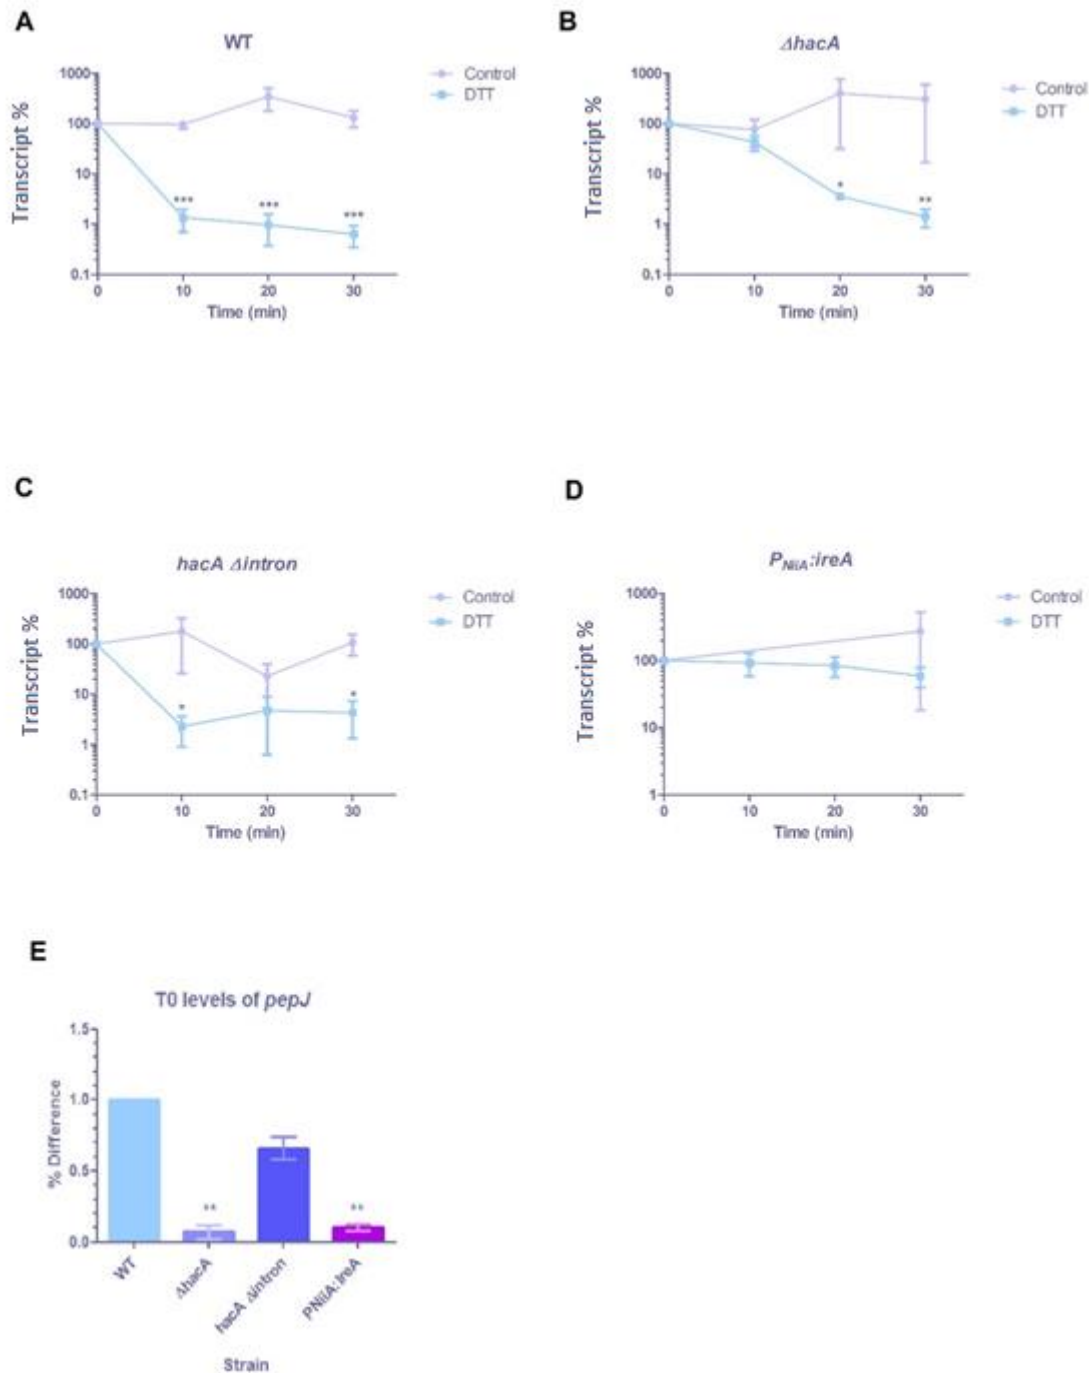 A
WT
1000
100
10
1
0.1
Transcript %
***
***
***
0
10
20
30
Time (min)
Control
DTT
B
ΔhacA
1000
100
10
1
0.1
Transcript %
*
**
0
10
20
30
Time (min)
Control
DTT
C
hacA Δintron
1000
100
10
1
0.1
Transcript %
*
*
0
10
20
30
Time (min)
Control
DTT
D
PNiiA:ireA
1000
100
10
1
Transcript %
0
10
20
30
Time (min)
Control
DTT
E
T0 levels of pepJ
1.5
1.0
0.5
0.0
% Difference
**
**
WT
ΔhacA
hacA Δintron
PNiiA:IreA
Strain